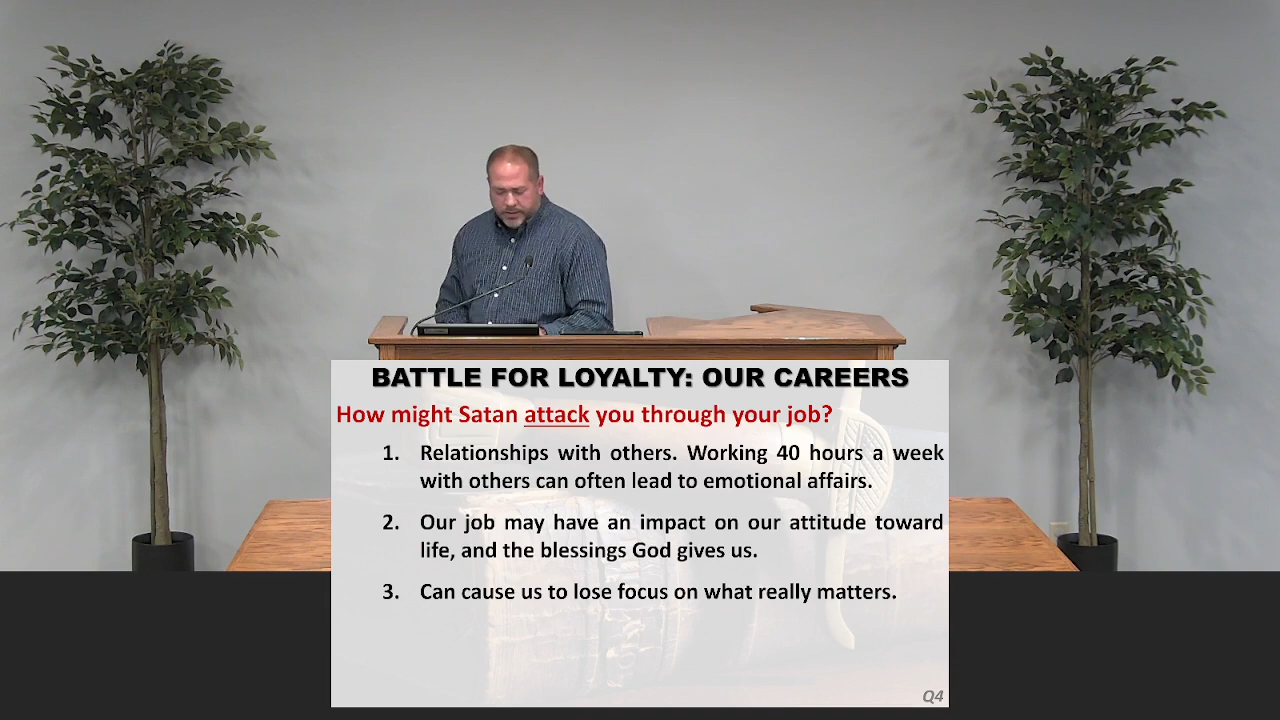 BATTLE FOR LOYALTY: OUR CAREERS
How might Satan attack you through your job?
1. Relationships with others. Working 40 hours a week
with others can often lead to emotional affairs.
2. Our job may have an impact on our attitude toward
life, and the blessings God gives us.
3. Can cause us to lose focus on what really matters.
Q4